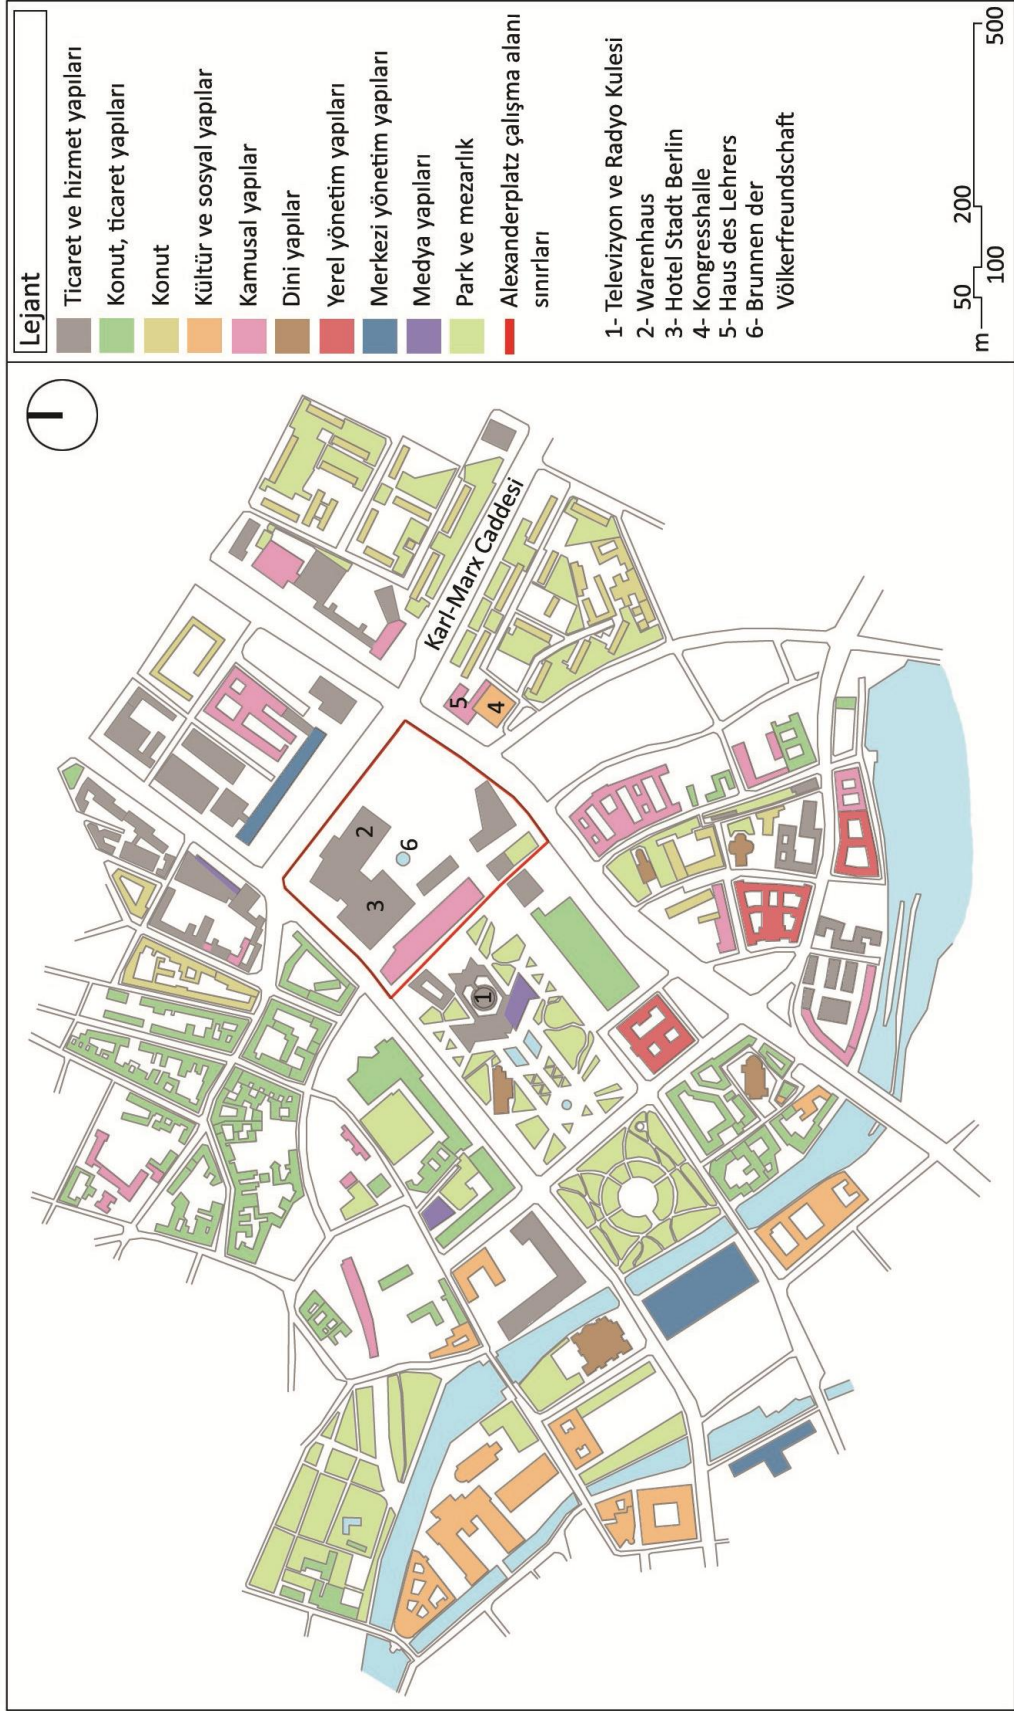 Lejant
Ticaret ve hizmet yapıları
Konut, ticaret yapıları
Konut
Kültür ve sosyal yapılar
Kamusal yapılar
Dini yapılar
Yerel yönetim yapıları
Merkezi yönetim yapıları
Medya yapıları
Park ve mezarlık
Alexanderplatz çalışma alanı
sınırları
1- Televizyon ve Radyo Kulesi
2- Warenhaus
3- Hotel Stadt Berlin
4- Kongresshalle
5- Haus des Lehrers
6- Brunnen der
Völkerfreundschaft
m 50 100 200 500
Karl-Marx Caddesi
1
2
3
4
5
6